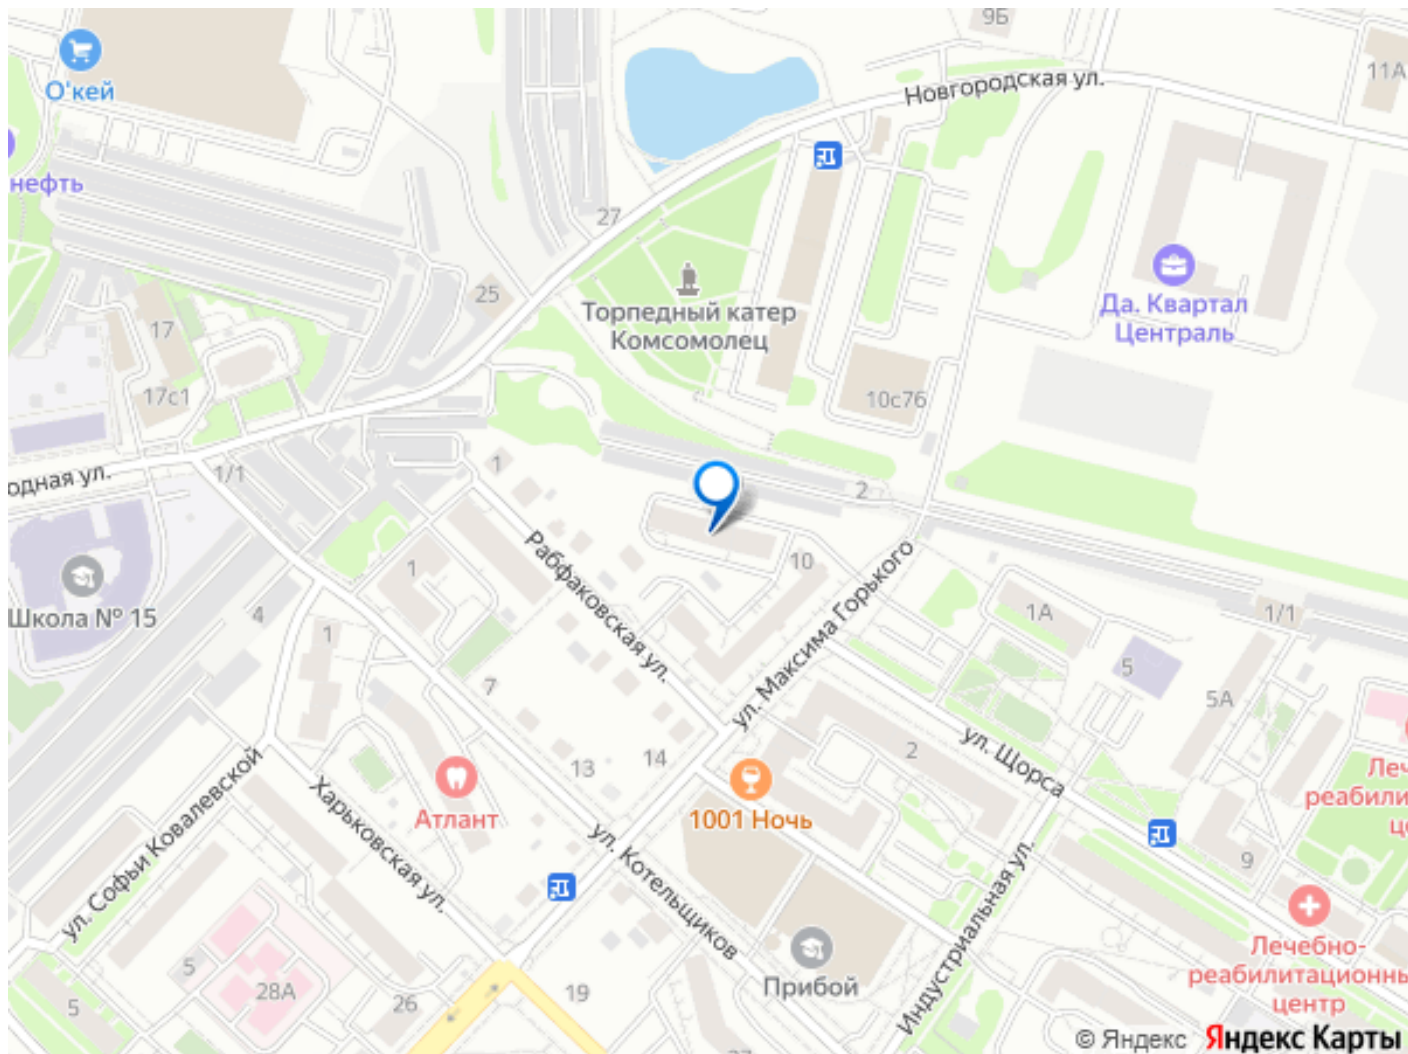 9Б
О'кей
11А
Новгородская ул.
нефть
27
25
Торпедный катер
Комсомолец
Да. Квартал
Централь
17
17с1
10с76
одная ул.
1/1
1
2
Рабфаковская ул.
10
ул. Максима Горького
1
Школа № 15
4
1
1А
1/1
5
5А
7
14
13
2
ул. Щорса
Атлант
1001 Ночь
Леч
реабили
це
ул. Софьи Ковалевской
Харьковская ул.
ул. Котельщиков
Индустриальная ул.
9
Лечебно-
реабилитационны
центр
Прибой
5
28А
26
19
5
27
© Яндекс Яндекс Карты